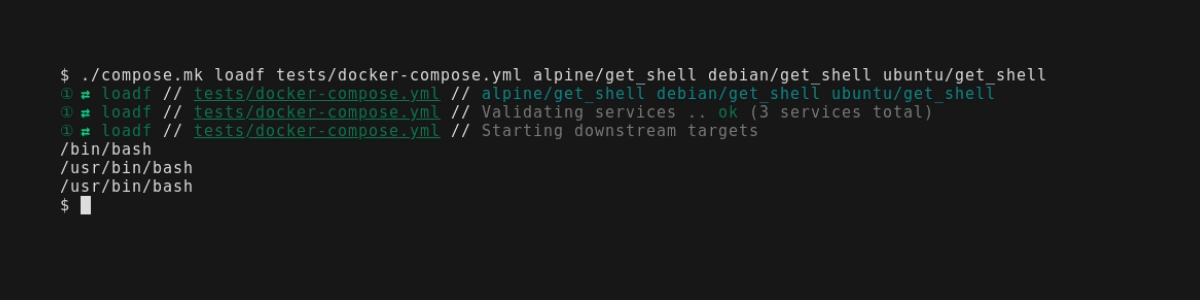 $ ./compose.mk loadf tests/docker-compose.yml alpine/get_shell debian/get_shell ubuntu/get_shell
① ⇄ loadf // tests/docker-compose.yml // alpine/get_shell debian/get_shell ubuntu/get_shell
① ⇄ loadf // tests/docker-compose.yml // Validating services .. ok (3 services total)
① ⇄ loadf // tests/docker-compose.yml // Starting downstream targets
/bin/bash
/usr/bin/bash
/usr/bin/bash
$